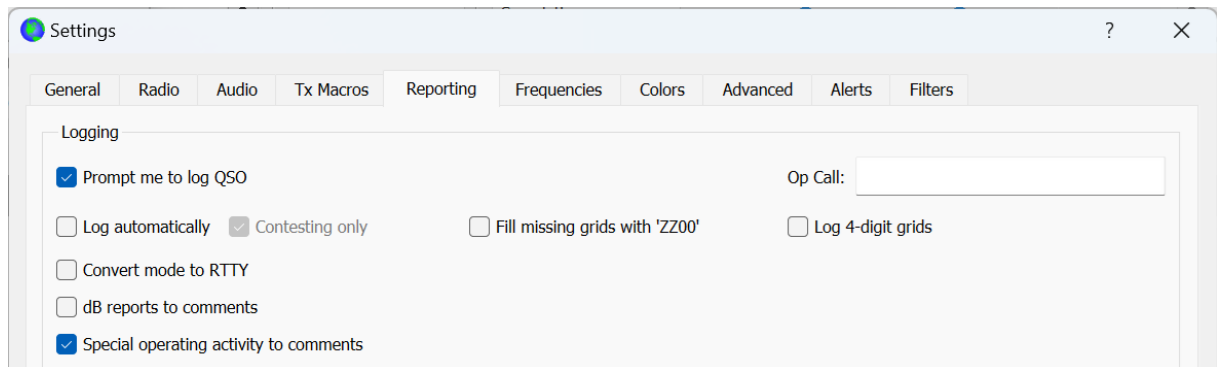 Settings ?
General Radio Audio Tx Macros Reporting Frequencies Colors Advanced Alerts Filters
Logging
Prompt me to log QSO Op Call:
Log automatically Contesting only Fill missing grids with 'ZZ00' Log 4-digit grids
Convert mode to RTTY
dB reports to comments
Special operating activity to comments